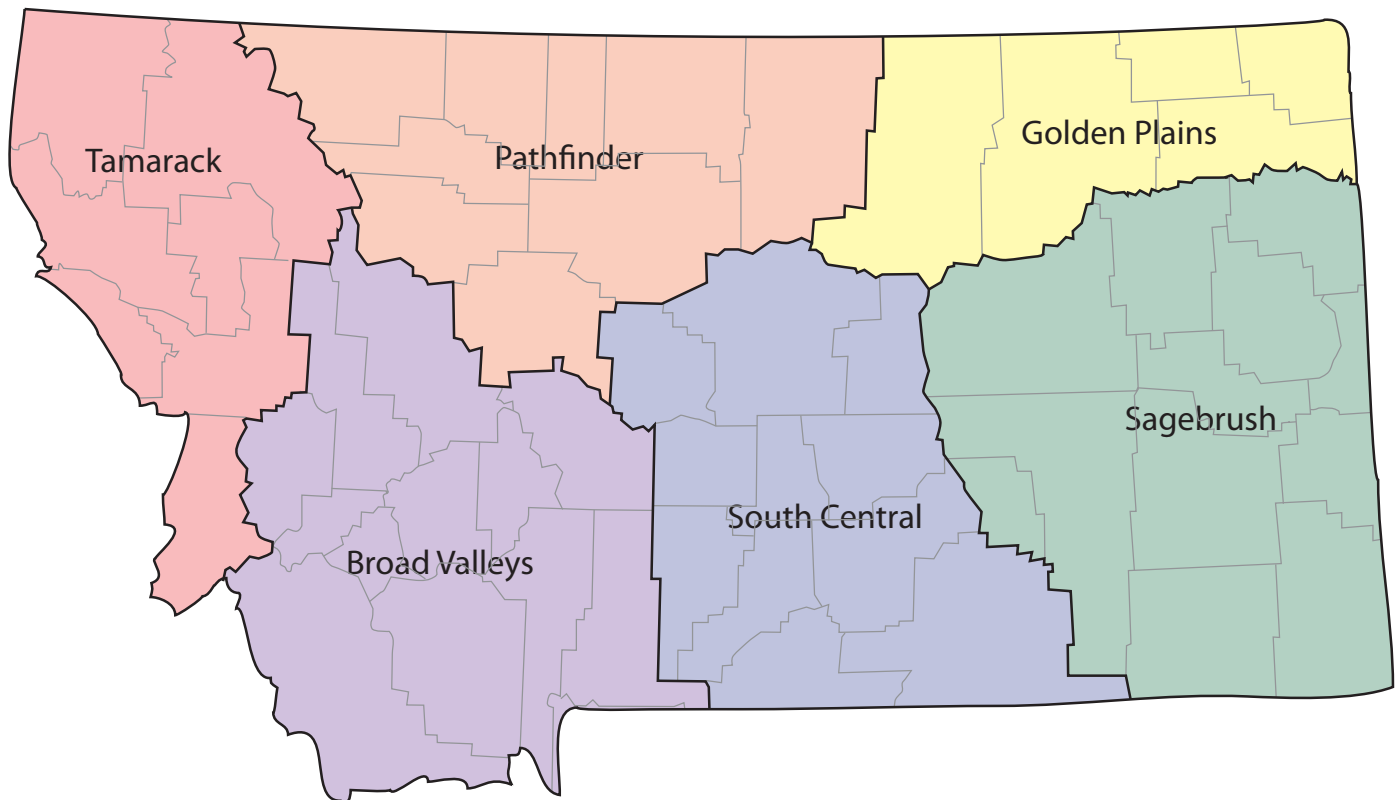 Golden Plains
Pathfinder
Tamarack
Sagebrush
South Central
Broad Valleys